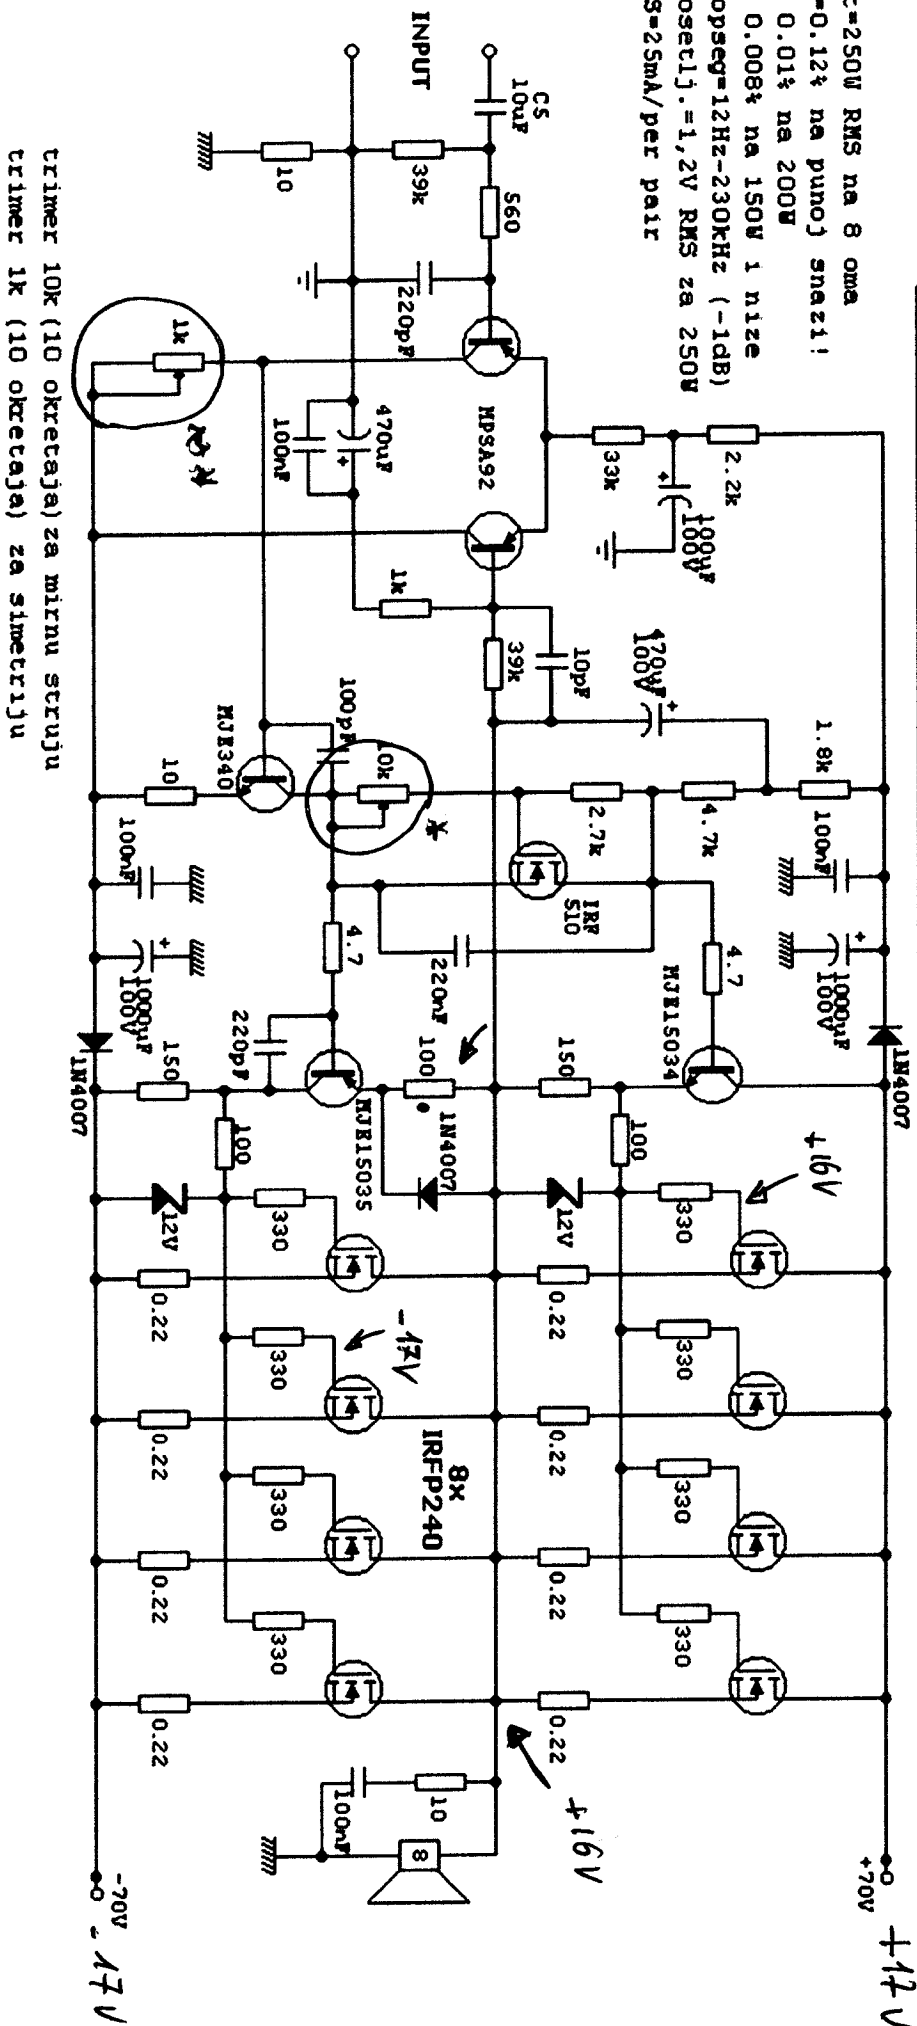 =250W RMS na 8 oma
=0.12% na punoj snazi!
0.01% na 200W
0.008% na 150W i nize
opseg=12Hz-230kHz (-1dB)
osetlj.=1,2V RMS za 250W
S=25mA/per pair
INPUT
C5
10uF
39k
10
560
220pF
1k
MPSA92
470uF
+
100nF
33k
2.2k
+
100uF
100V
1k
39k
10pF
470uF
100V
+
100pF
10k
*
MJE340
10
1.8k
4.7k
2.7k
IRF
510
220nF
4.7
4.7
MJE15034
MJE15035
100nF
+
1000uF
100V
1N4007
100nF
+
1000uF
100V
1N4007
220pF
150
100
150
100
100
1N4007
12V
12V
+16V
330
330
330
330
0.22
0.22
0.22
0.22
330
330
330
330
0.22
0.22
0.22
0.22
-17V
8x
IRFP240
+16V
10
100nF
8
+70V
+17V
-70V
-17V
trimer 10k(10 okretaja)za mirnu struju
trimer 1k (10 okretaja) za simetriju